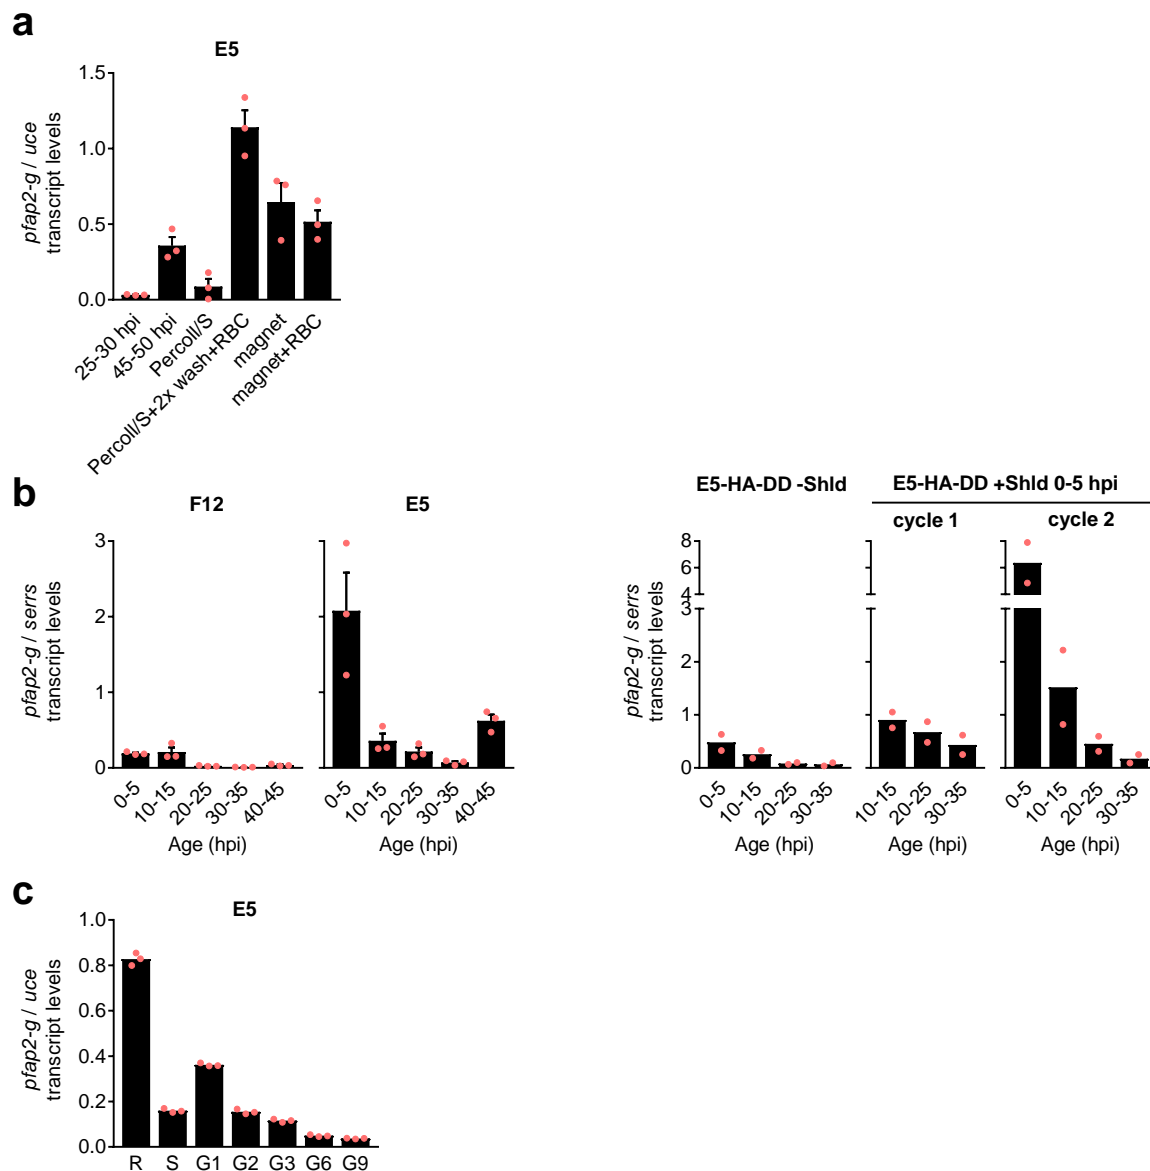 a
E5
pfap2-g / uce
transcript levels
1.5
1.0
0.5
0.0
25-30 hpi
45-50 hpi
Percoll/S
Percoll/S+2x wash+RBC
magnet
magnet+RBC
b
F12
E5
E5-HA-DD -Shld
E5-HA-DD +Shld 0-5 hpi
cycle 1
cycle 2
pfap2-g / serrs
transcript levels
3
2
1
0
0-5
10-15
20-25
30-35
40-45
Age (hpi)
0-5
10-15
20-25
30-35
40-45
Age (hpi)
pfap2-g / serrs
transcript levels
8
6
4
3
2
1
0
0-5
10-15
20-25
30-35
Age (hpi)
10-15
20-25
30-35
Age (hpi)
0-5
10-15
20-25
30-35
Age (hpi)
c
E5
pfap2-g / uce
transcript levels
1.0
0.8
0.6
0.4
0.2
0.0
R S G1 G2 G3 G6 G9